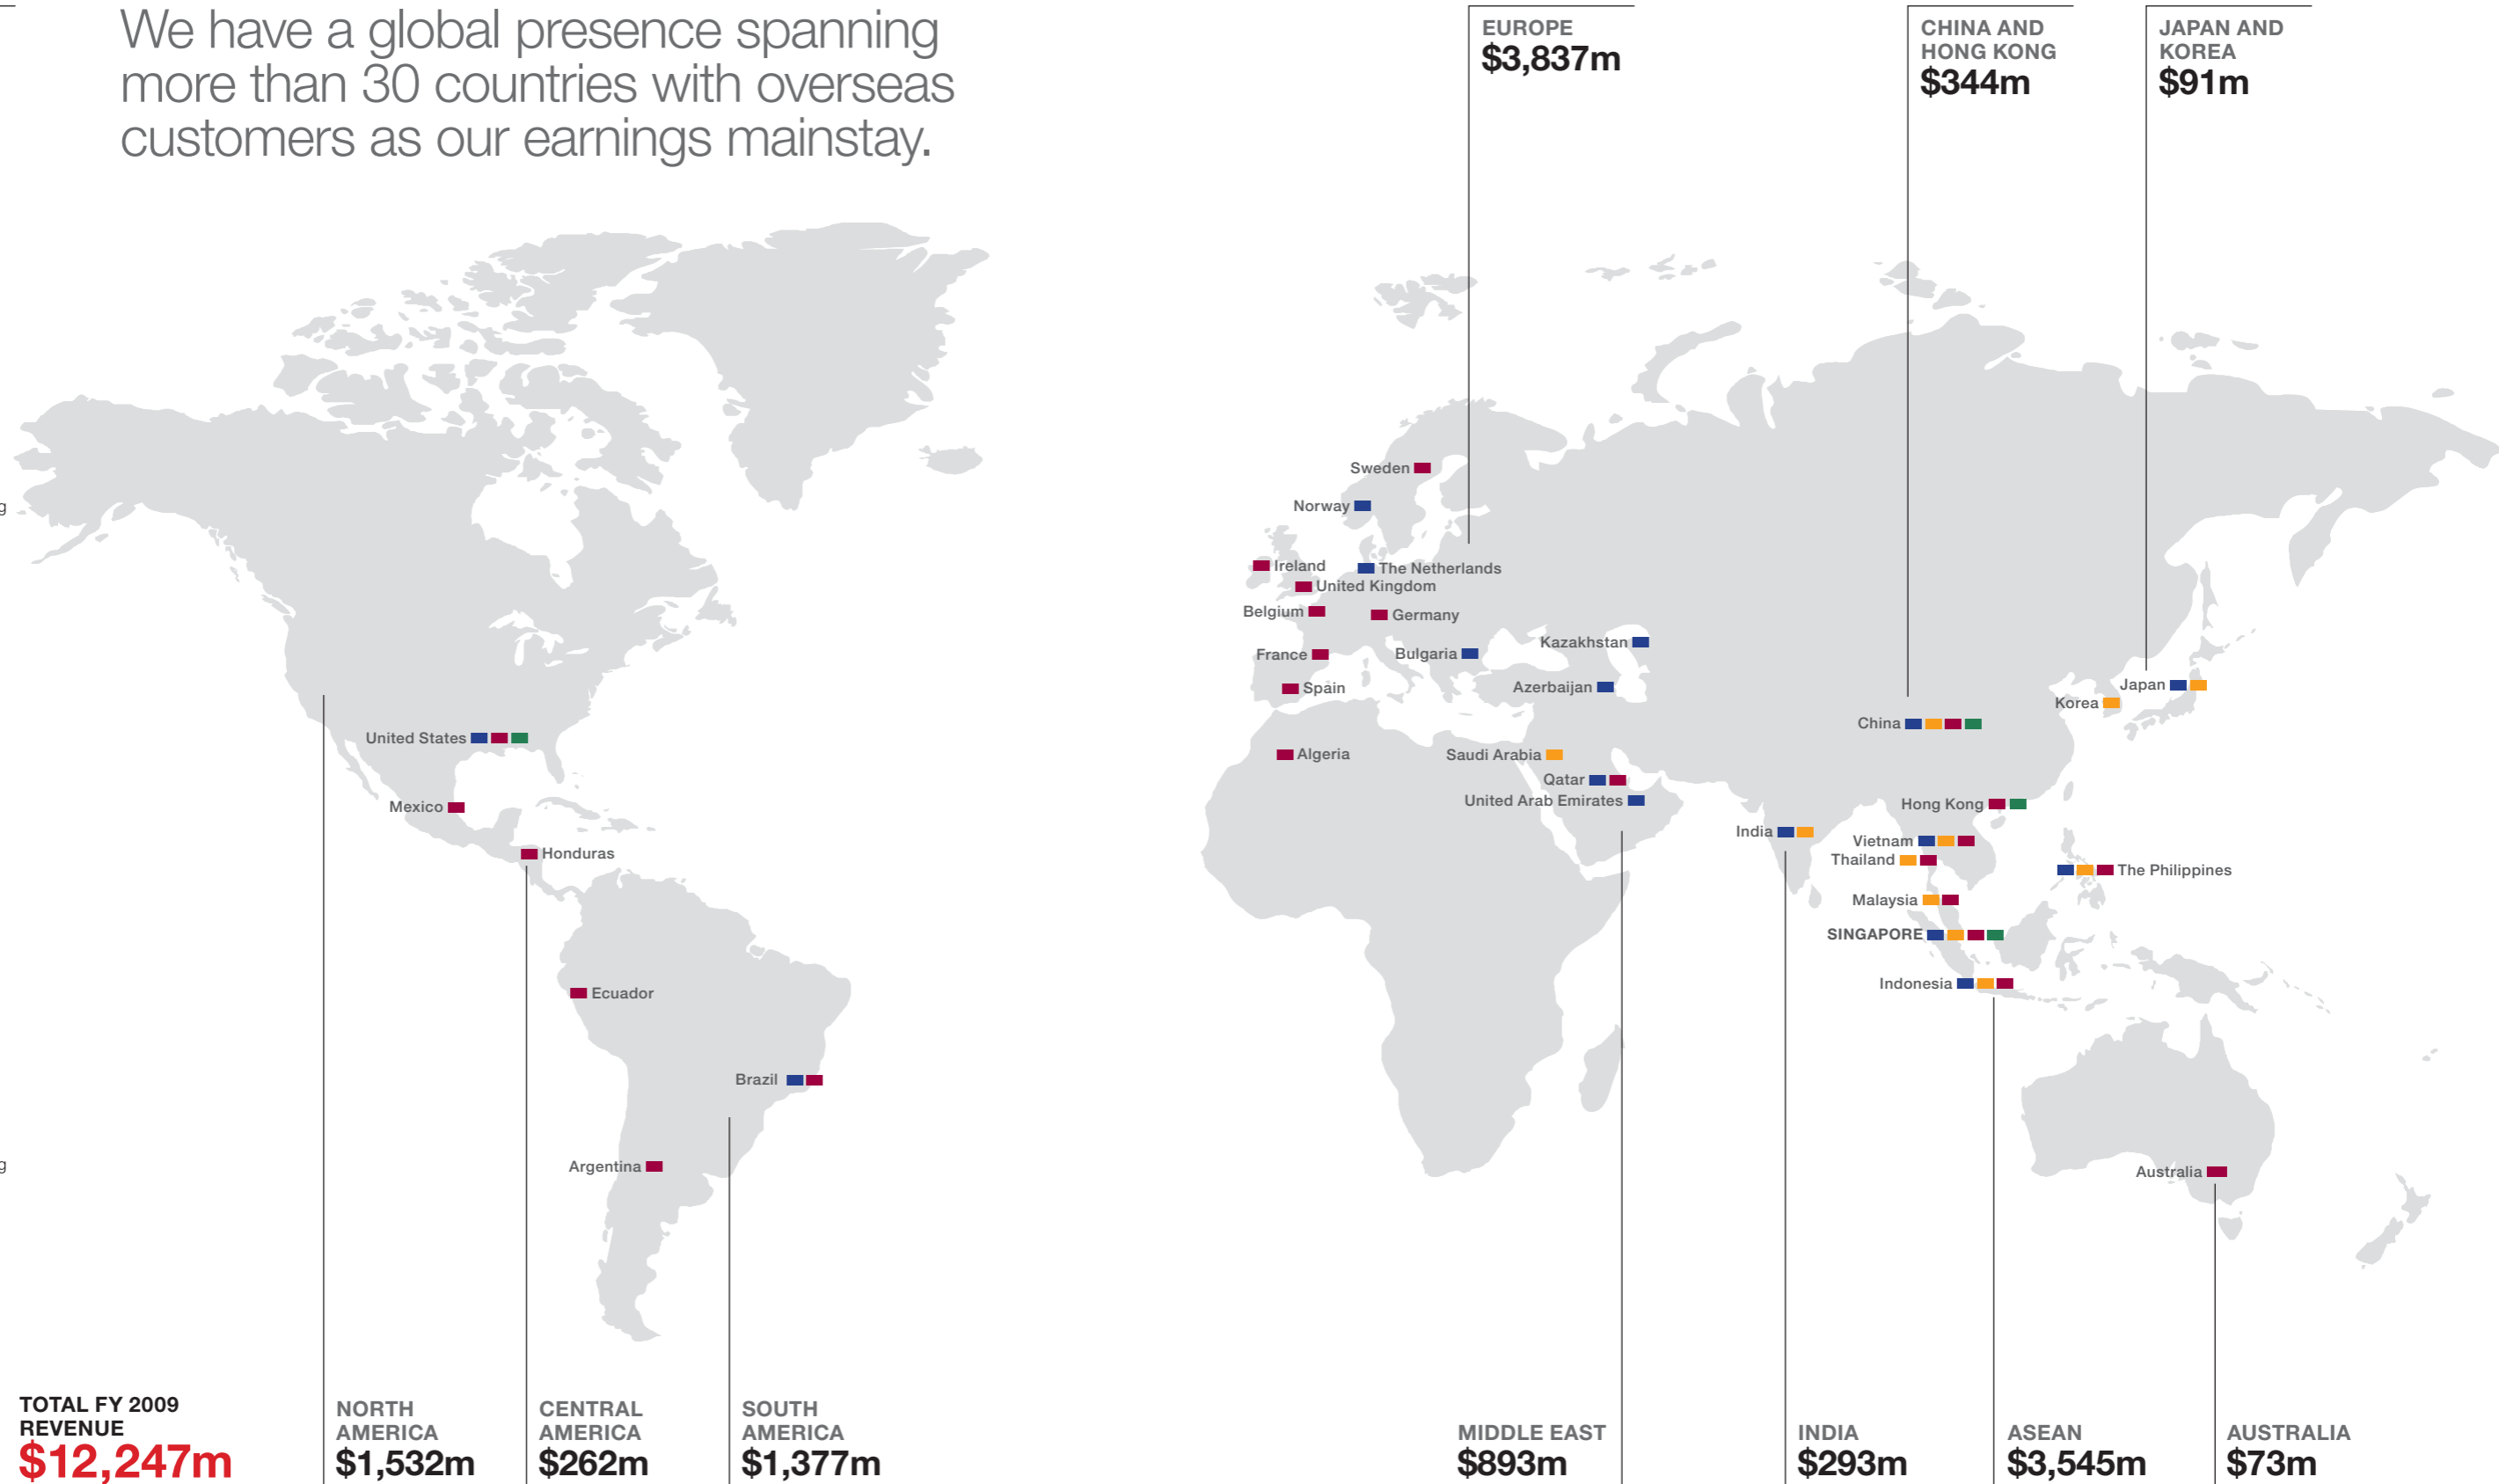 We have a global presence spanning
more than 30 countries with overseas
customers as our earnings mainstay.
EUROPE
$3,837m
CHINA AND
HONG KONG
$344m
JAPAN AND
KOREA
$91m
Sweden
Norway
Ireland
The Netherlands
United Kingdom
Belgium
Germany
Kazakhstan
France
Bulgaria
Spain
Azerbaijan
Japan
Korea
China
United States
Algeria
Saudi Arabia
Qatar
United Arab Emirates
Mexico
Hong Kong
India
Vietnam
Honduras
Thailand
The Philippines
Malaysia
SINGAPORE
Indonesia
Ecuador
Brazil
Argentina
Australia
TOTAL FY 2009
REVENUE
$12,247m
NORTH
AMERICA
$1,532m
CENTRAL
AMERICA
$262m
SOUTH
AMERICA
$1,377m
MIDDLE EAST
$893m
INDIA
$293m
ASEAN
$3,545m
AUSTRALIA
$73m